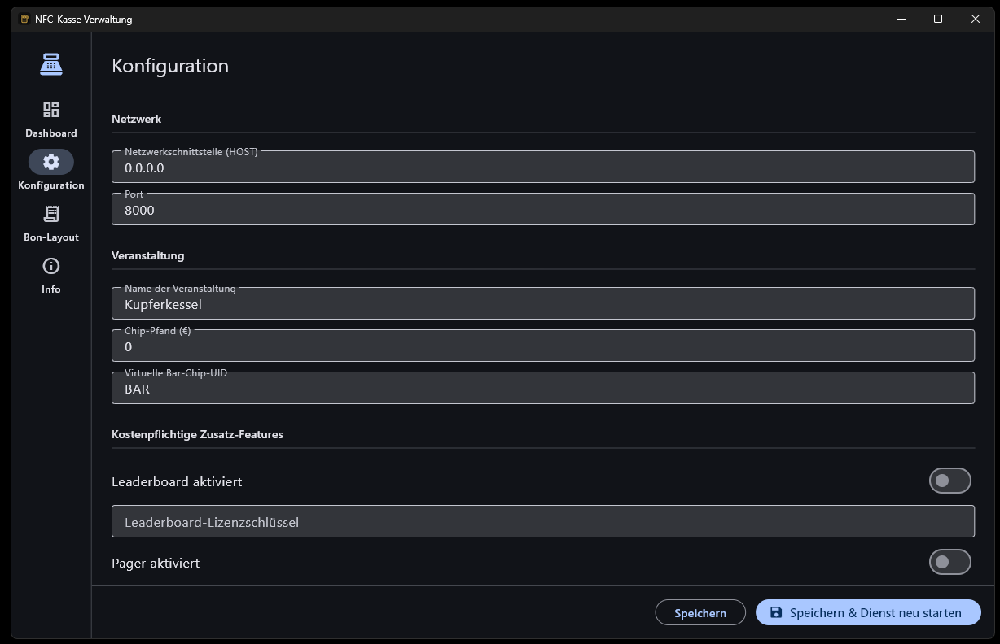 NFC-Kasse Verwaltung
Dashboard
Konfiguration
Bon-Layout
Info
Konfiguration
Netzwerk
Netzwerkschnittstelle (HOST)
0.0.0.0
Port
8000
Veranstaltung
Name der Veranstaltung
Kupferkessel
Chip-Pfand (€)
0
Virtuelle Bar-Chip-UID
BAR
Kostenpflichtige Zusatz-Features
Leaderboard aktiviert
Leaderboard-Lizenzschlüssel
Pager aktiviert
Speichern
Speichern & Dienst neu starten